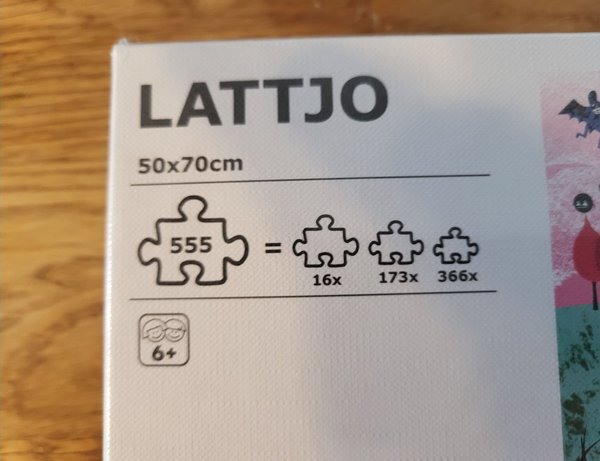 LATTJO
50x70cm
555 =
16x 173x 366x
6+